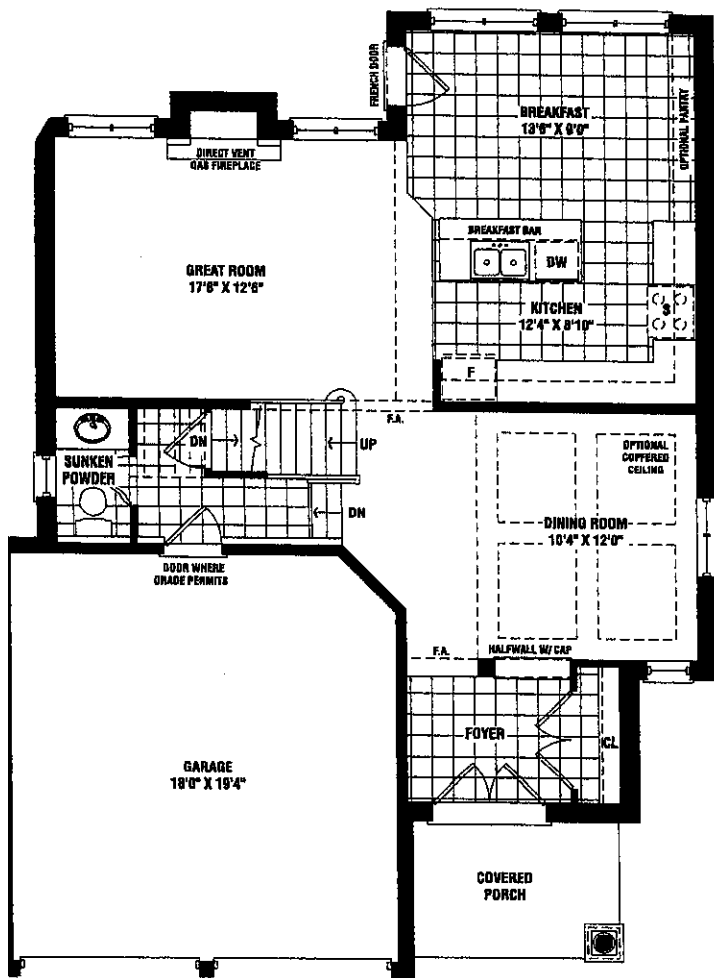 FRENCH DOOR
BREAKFAST
13'6" X 9'0"
OPTIONAL PANTRY
DIRECT VENT
GAS FIREPLACE
BREAKFAST BAR
DW
GREAT ROOM
17'6" X 12'6"
KITCHEN
12'4" X 8'10"
S
F
F.A.
DN
UP
SUNKEN
POWDER
DN
OPTIONAL
COFFERED
CEILING
DINING ROOM
10'4" X 12'0"
DOOR WHERE
GRADE PERMITS
F.A.
HALFWALL W/ CAP
FOYER
CL
GARAGE
18'0" X 19'4"
COVERED
PORCH